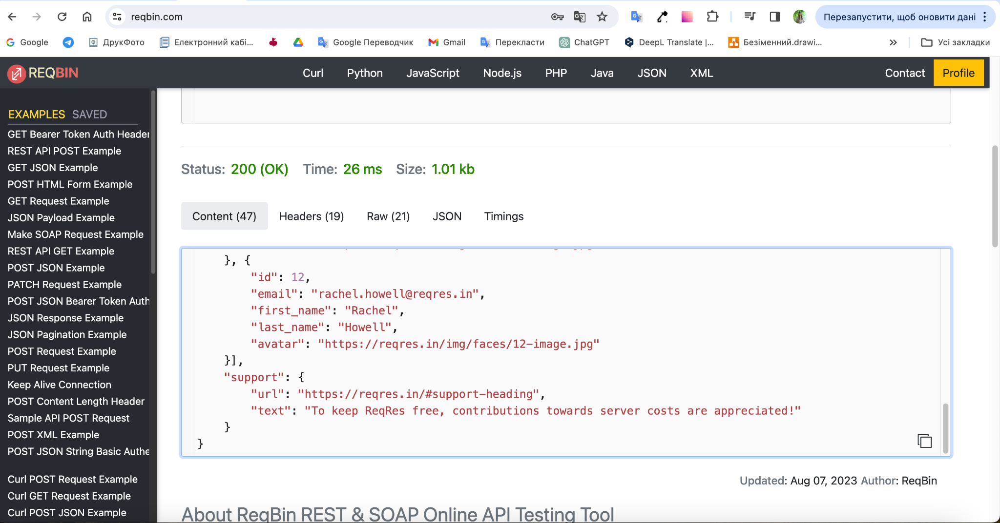 reqbin.com
Перезапустити, щоб оновити дані
Google
ДрукФото
Електронний кабі...
Google Переводчик
Gmail
Перекласти
ChatGPT
DeepL Translate |...
Безіменний.drawi...
Усі закладки
REQBIN
Curl
Python
JavaScript
Node.js
PHP
Java
JSON
XML
Contact
Profile
EXAMPLES SAVED
GET Bearer Token Auth Header
REST API POST Example
GET JSON Example
POST HTML Form Example
GET Request Example
JSON Payload Example
Make SOAP Request Example
REST API GET Example
POST JSON Example
PATCH Request Example
POST JSON Bearer Token Auth
JSON Response Example
JSON Pagination Example
POST Request Example
PUT Request Example
Keep Alive Connection
POST Content Length Header
Sample API POST Request
POST XML Example
POST JSON String Basic Authe
Curl POST Request Example
Curl GET Request Example
Curl POST JSON Example
Status: 200 (OK) Time: 26 ms Size: 1.01 kb
Content (47)
Headers (19)
Raw (21)
JSON
Timings
}, {
"id": 12,
"email": "rachel.howell@reqres.in",
"first_name": "Rachel",
"last_name": "Howell",
"avatar": "https://reqres.in/img/faces/12-image.jpg"
}],
"support": {
"url": "https://reqres.in/#support-heading",
"text": "To keep ReqRes free, contributions towards server costs are appreciated!"
}
}
Updated: Aug 07, 2023 Author: ReqBin
About ReqBin REST & SOAP Online API Testing Tool